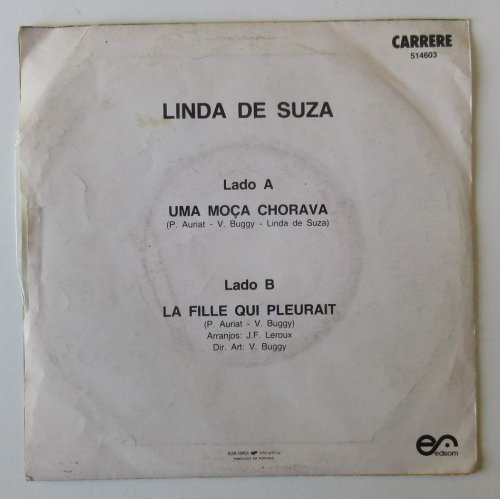 CARRERE
514603
LINDA DE SUZA
Lado A
UMA MOÇA CHORAVA
(P. Auriat - V. Buggy - Linda de Suza)
Lado B
LA FILLE QUI PLEURAIT
(P. Auriat - V. Buggy)
Arranjos: J.F. Leroux
Dir. Art: V. Buggy
edisom